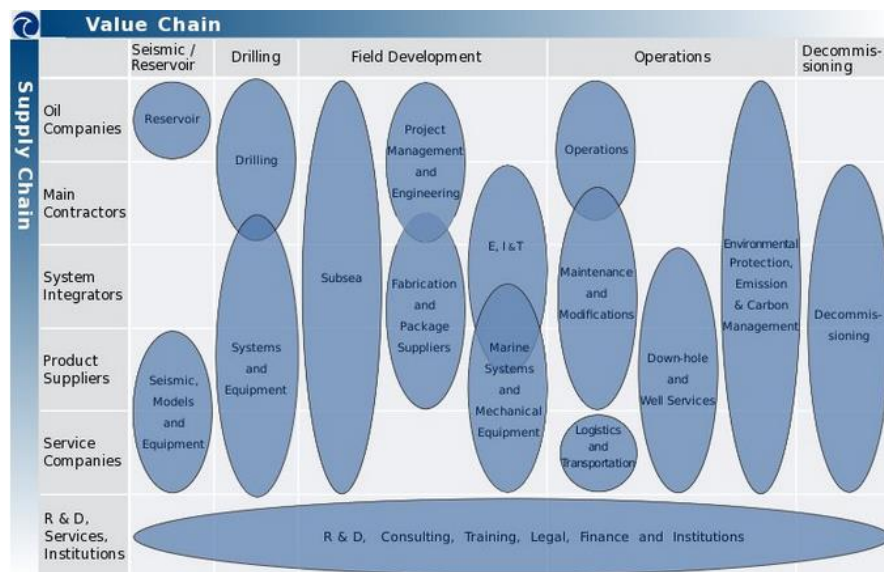 Value Chain
Supply Chain
Seismic /
Reservoir
Drilling
Field Development
Operations
Decommis-
sioning
Oil
Companies
Main
Contractors
System
Integrators
Product
Suppliers
Service
Companies
R & D,
Services,
Institutions
Reservoir
Seismic,
Models
and
Equipment
Drilling
Systems
and
Equipment
Subsea
Project
Management
and
Engineering
Fabrication
and
Package
Suppliers
E, I & T
Marine
Systems
and
Mechanical
Equipment
Operations
Maintenance
and
Modifications
Logistics
and
Transportation
Down-hole
and
Well Services
Environmental
Protection,
Emission
& Carbon
Management
Decommis-
sioning
R & D, Consulting, Training, Legal, Finance and Institutions